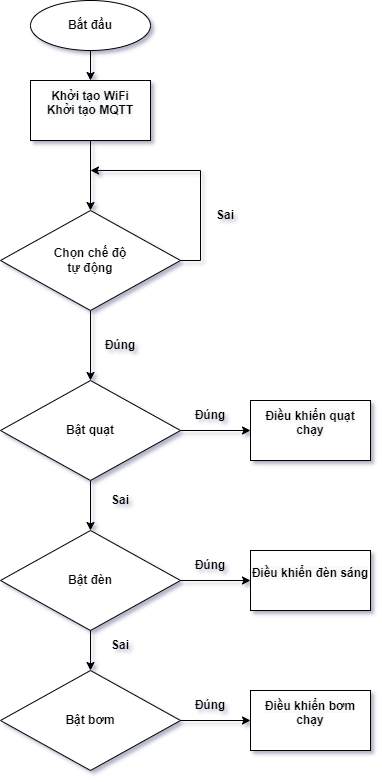 Bắt đầu
Khởi tạo WiFi
Khởi tạo MQTT
Sai
Chọn chế độ
tự động
Đúng
Bật quạt
Đúng
Điều khiển quạt
chạy
Sai
Bật đèn
Đúng
Điều khiển đèn sáng
Sai
Bật bơm
Đúng
Điều khiển bơm
chạy